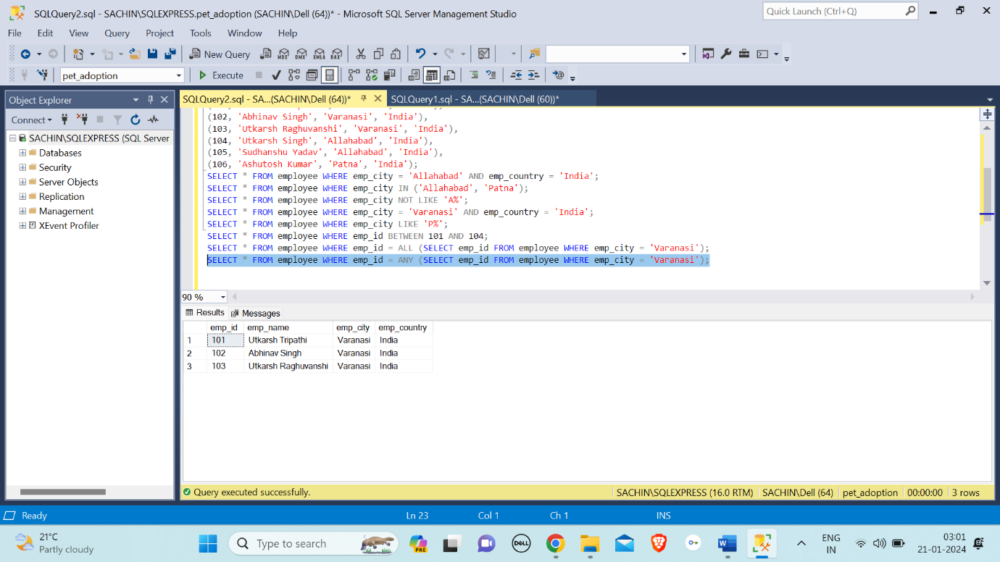 SQLQuery2.sql - SACHIN\SQLEXPRESS.pet_adoption (SACHIN\Dell (64))* - Microsoft SQL Server Management Studio
Quick Launch (Ctrl+Q)
File Edit View Query Project Tools Window Help
New Query MDX DMX XMLA DAX
pet_adoption Execute
Object Explorer
SQLQuery2.sql - SA...(SACHIN\Dell (64))* SQLQuery1.sql - SA...(SACHIN\Dell (60))*
Connect
SACHIN\SQLEXPRESS (SQL Server
Databases
Security
Server Objects
Replication
Management
XEvent Profiler
(102, 'Abhinav Singh', 'Varanasi', 'India'),
(103, 'Utkarsh Raghuvanshi', 'Varanasi', 'India'),
(104, 'Utkarsh Singh', 'Allahabad', 'India'),
(105, 'Sudhanshu Yadav', 'Allahabad', 'India'),
(106, 'Ashutosh Kumar', 'Patna', 'India');
SELECT * FROM employee WHERE emp_city = 'Allahabad' AND emp_country = 'India';
SELECT * FROM employee WHERE emp_city IN ('Allahabad', 'Patna');
SELECT * FROM employee WHERE emp_city NOT LIKE 'A%';
SELECT * FROM employee WHERE emp_city = 'Varanasi' AND emp_country = 'India';
SELECT * FROM employee WHERE emp_city LIKE 'P%';
SELECT * FROM employee WHERE emp_id BETWEEN 101 AND 104;
SELECT * FROM employee WHERE emp_id = ALL (SELECT emp_id FROM employee WHERE emp_city = 'Varanasi');
SELECT * FROM employee WHERE emp_id = ANY (SELECT emp_id FROM employee WHERE emp_city = 'Varanasi');
90 %
Results Messages
emp_id emp_name emp_city emp_country
1 101 Utkarsh Tripathi Varanasi India
2 102 Abhinav Singh Varanasi India
3 103 Utkarsh Raghuvanshi Varanasi India
Query executed successfully. SACHIN\SQLEXPRESS (16.0 RTM) SACHIN\Dell (64) pet_adoption 00:00:00 3 rows
Ready Ln 23 Col 1 Ch 1 INS
21°C
Partly cloudy
Type to search
PRE
DELL
W
ENG
IN
03:01
21-01-2024